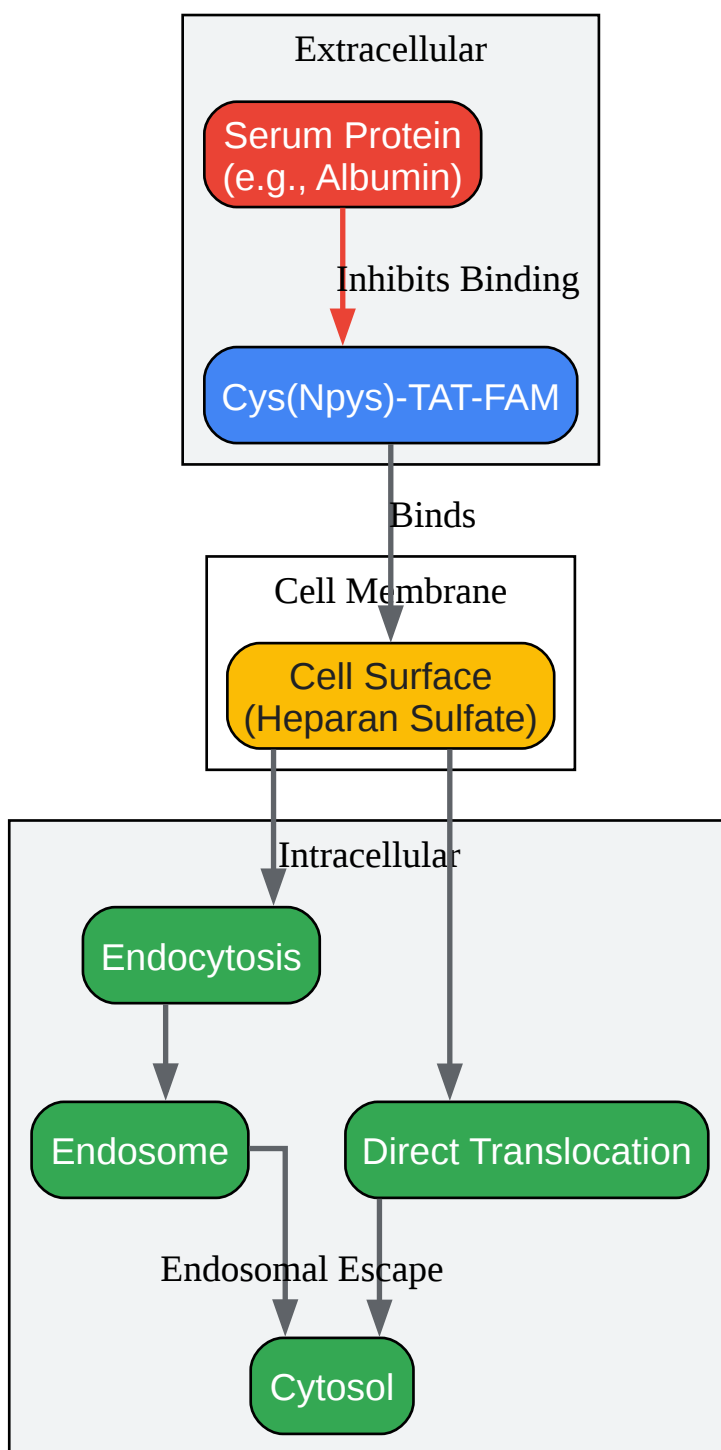 Extracellular
Serum Protein
(e.g., Albumin)
Inhibits Binding
Cys(Npys)-TAT-FAM
Binds
Cell Membrane
Cell Surface
(Heparan Sulfate)
Intracellular
Endocytosis
Endosome
Direct Translocation
Endosomal Escape
Cytosol